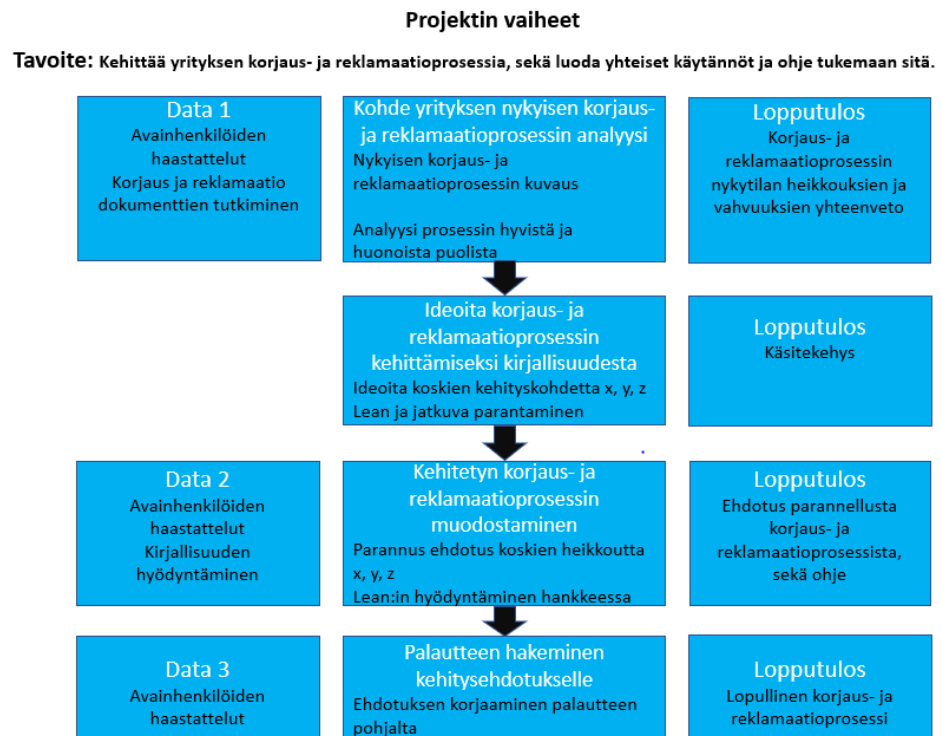 Projektin vaiheet
Tavoite: Kehittää yrityksen korjaus- ja reklamaatioprosessia, sekä luoda yhteiset käytännöt ja ohje tukemaan sitä.
Data 1
Avainhenkilöiden
haastattelut
Korjaus ja reklamaatio
dokumenttien tutkiminen
Kohde yrityksen nykyisen korjaus-
ja reklamaatioprosessin analyysi
Nykyisen korjaus- ja
reklamaatioprosessin kuvaus
Analyysi prosessin hyvistä ja
huonoista puolista
Lopputulos
Korjaus- ja
reklamaatioprosessin
nykytilan heikkouksien ja
vahvuuksien yhteenveto
Ideoita korjaus- ja
reklamaatioprosessin
kehittämiseksi kirjallisuudesta
Ideoita koskien kehityskohdetta x, y, z
Lean ja jatkuva parantaminen
Lopputulos
Käsitekehys
Data 2
Avainhenkilöiden
haastattelut
Kirjallisuuden
hyödyntäminen
Kehitetyn korjaus- ja
reklamaatioprosessin
muodostaminen
Parannus ehdotus koskien heikkoutta
x, y, z
Lean:in hyödyntäminen hankkeessa
Lopputulos
Ehdotus parannellusta
korjaus- ja
reklamaatioprosessista,
sekä ohje
Data 3
Avainhenkilöiden
haastattelut
Palautteen hakeminen
kehitysehdotukselle
Ehdotuksen korjaaminen palautteen
pohjalta
Lopputulos
Lopullinen korjaus- ja
reklamaatioprosessi